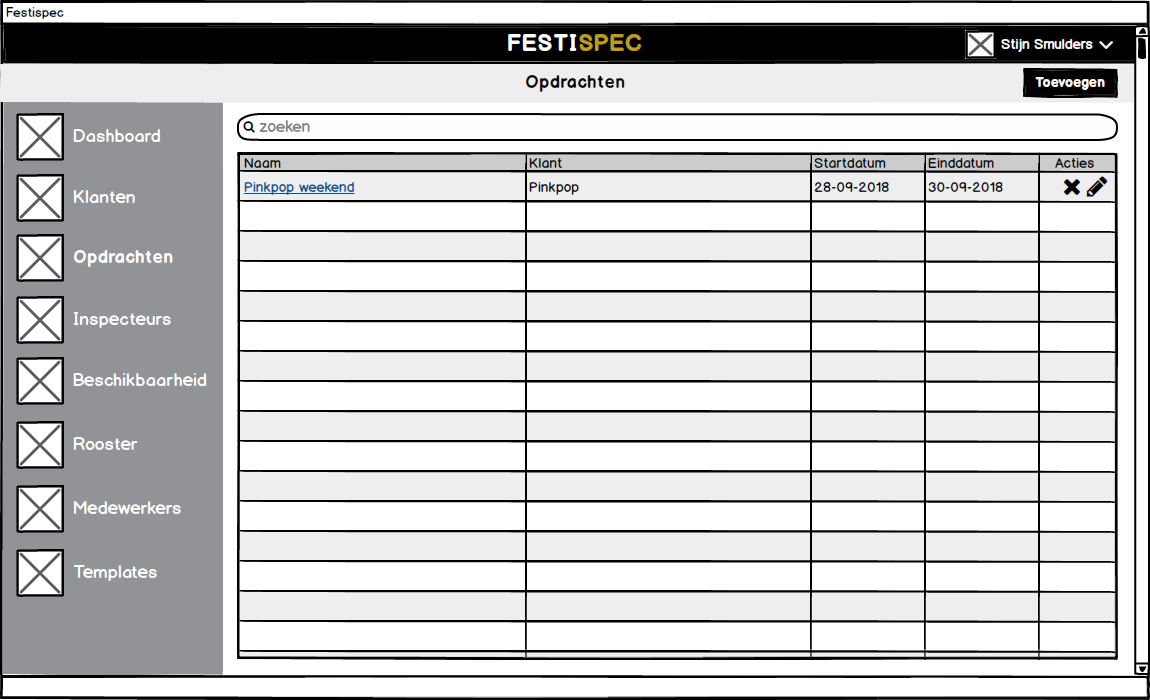 Festispec
FESTISPEC
Stijn Smulders
Opdrachten
Toevoegen
Dashboard
Klanten
Opdrachten
Inspecteurs
Beschikbaarheid
Rooster
Medewerkers
Templates
zoeken
Naam Klant Startdatum Einddatum Acties
Pinkpop weekend Pinkpop 28-09-2018 30-09-2018